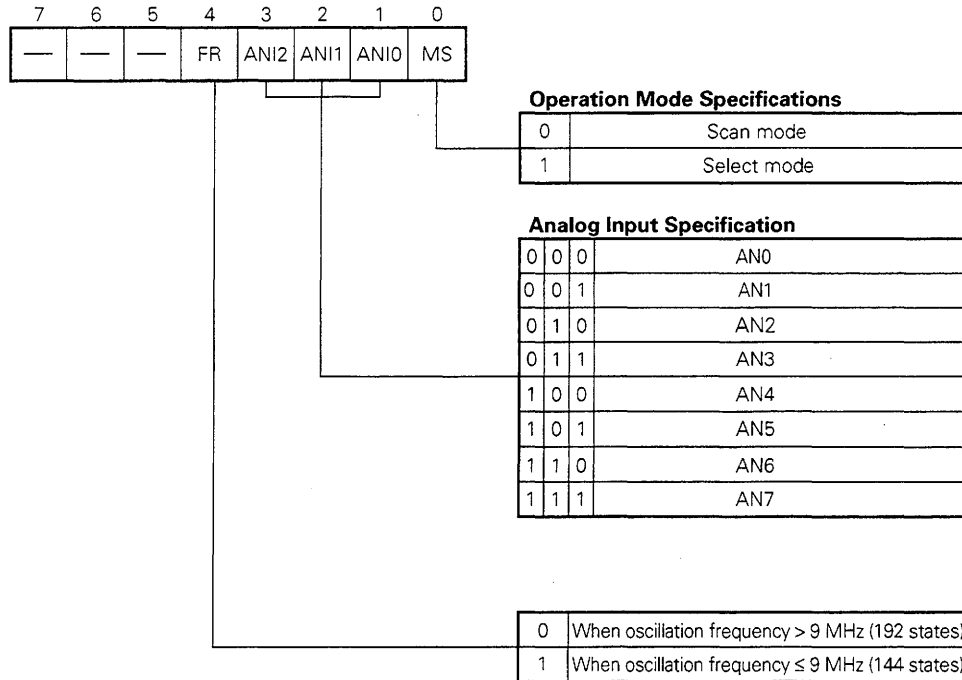 7 6 5 4 3 2 1 0
— — — FR ANI2 ANI1 ANI0 MS
Operation Mode Specifications
0 Scan mode
1 Select mode
Analog Input Specification
0 0 0 AN0
0 0 1 AN1
0 1 0 AN2
0 1 1 AN3
1 0 0 AN4
1 0 1 AN5
1 1 0 AN6
1 1 1 AN7
0 When oscillation frequency > 9 MHz (192 states)
1 When oscillation frequency ≤ 9 MHz (144 states)